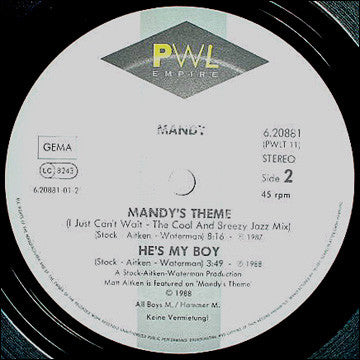 PWL
EMPIRE
MANDY
GEMA
LC 8243
6.20881-01-2
6.20881
(PWLT 11)
STEREO
Side 2
45 rpm
MANDY'S THEME
(I Just Can't Wait - The Cool And Breezy Jazz Mix)
(Stock - Aitken - Waterman) 8:16 - ℗ 1987
HE'S MY BOY
(Stock - Aitken - Waterman) 3:49 - ℗ 1988
A Stock-Aitken-Waterman Production
Matt Aitken is featured on 'Mandy's Theme'
© 1988
All Boys M. / Hammer M.
Keine Vermietung!